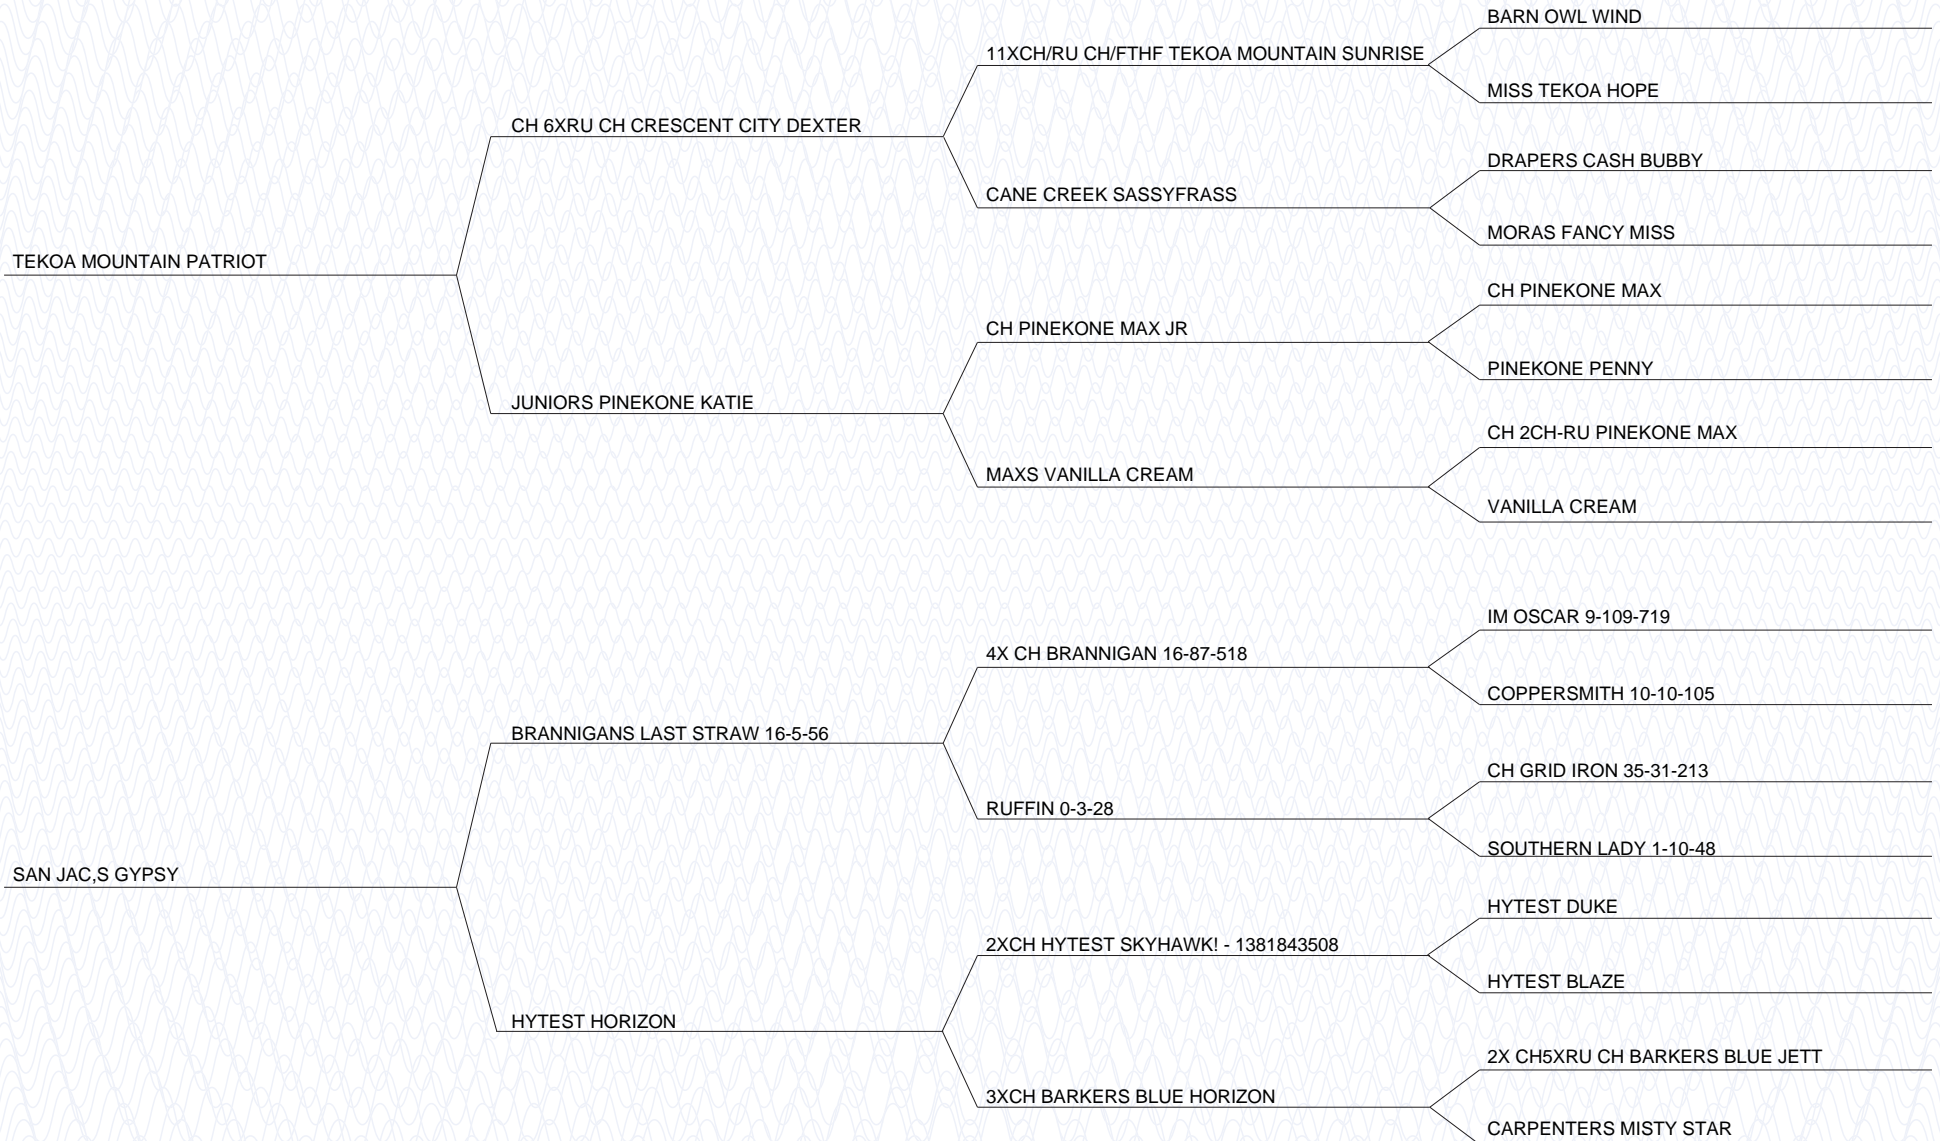 BARN OWL WIND
11XCH/RU CH/FTHF TEKOA MOUNTAIN SUNRISE
MISS TEKOA HOPE
CH 6XRU CH CRESCENT CITY DEXTER
DRAPERS CASH BUBBY
CANE CREEK SASSYFRASS
MORAS FANCY MISS
TEKOA MOUNTAIN PATRIOT
CH PINEKONE MAX
CH PINEKONE MAX JR
PINEKONE PENNY
JUNIORS PINEKONE KATIE
CH 2CH-RU PINEKONE MAX
MAXS VANILLA CREAM
VANILLA CREAM
IM OSCAR 9-109-719
4X CH BRANNIGAN 16-87-518
COPPERSMITH 10-10-105
BRANNIGANS LAST STRAW 16-5-56
CH GRID IRON 35-31-213
RUFFIN 0-3-28
SOUTHERN LADY 1-10-48
SAN JAC,S GYPSY
HYTEST DUKE
2XCH HYTEST SKYHAWK! - 1381843508
HYTEST BLAZE
HYTEST HORIZON
2X CH5XRU CH BARKERS BLUE JETT
3XCH BARKERS BLUE HORIZON
CARPENTERS MISTY STAR